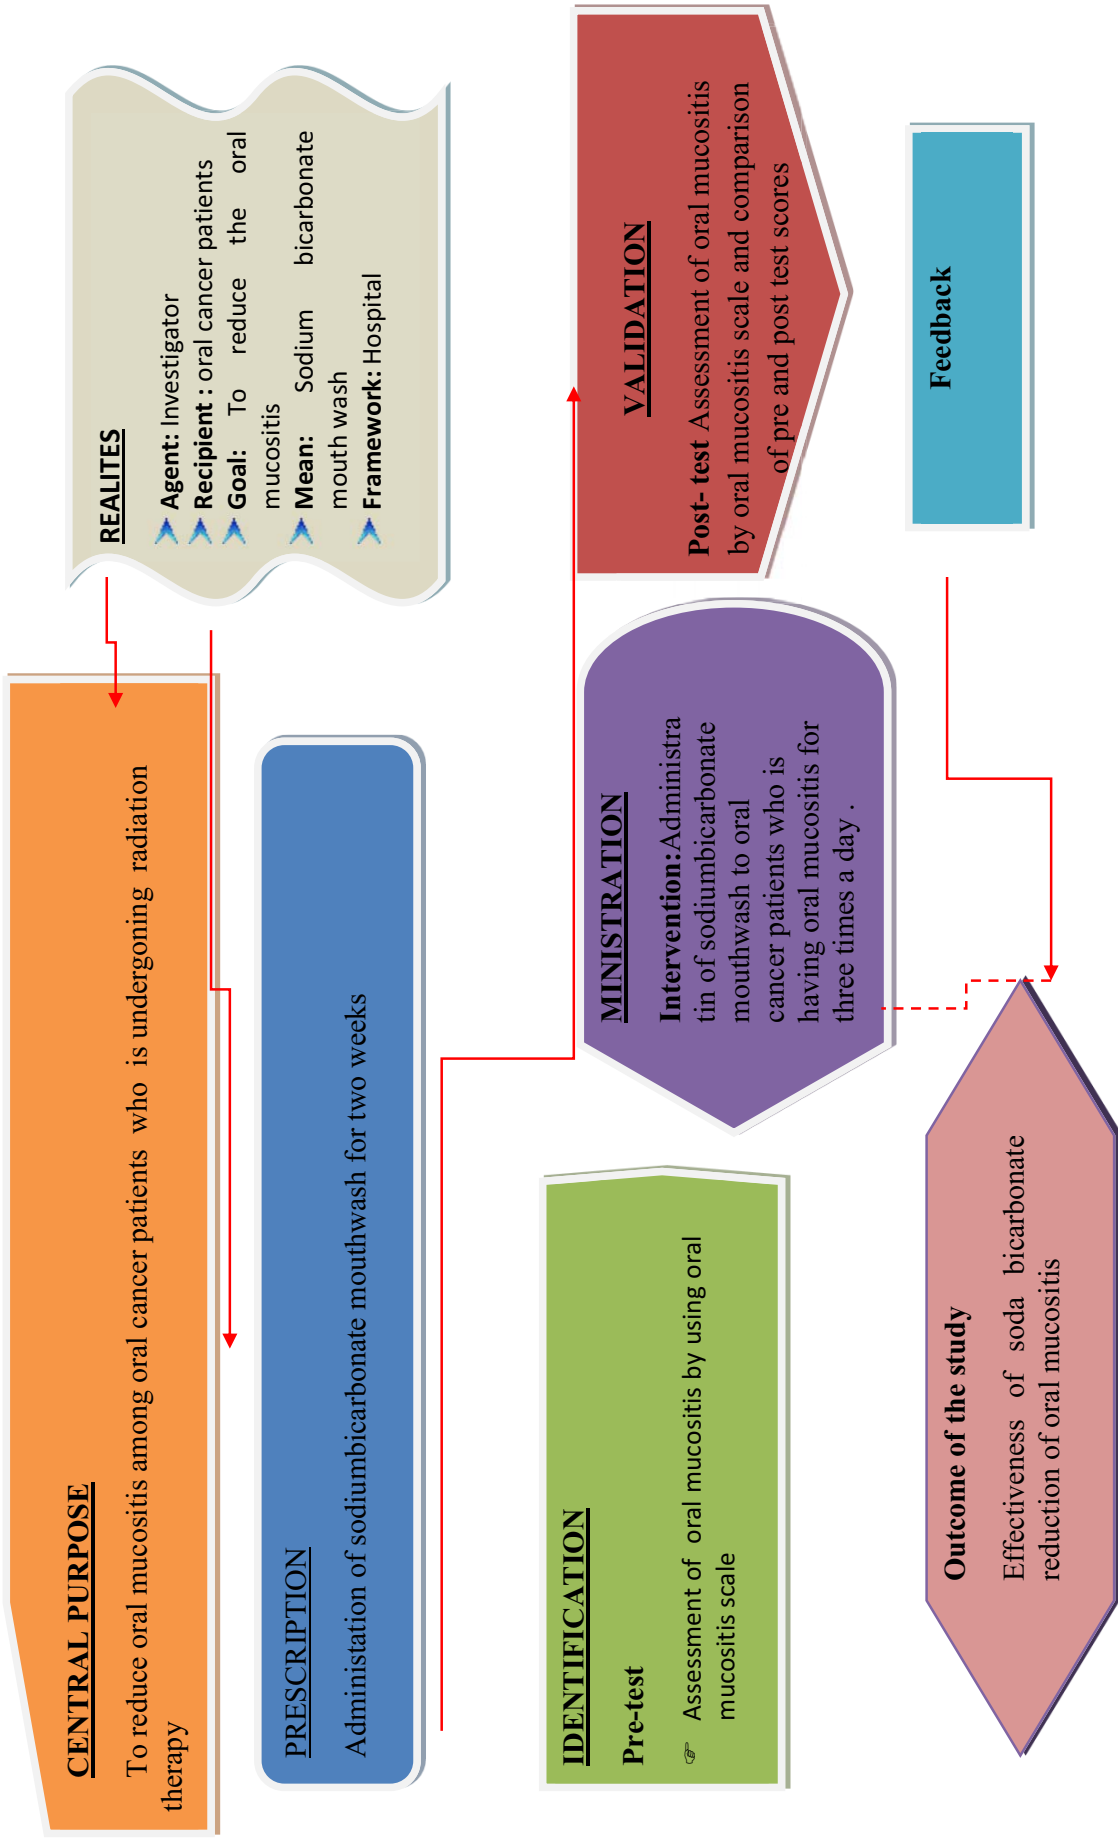 CENTRAL PURPOSE
To reduce oral mucositis among oral cancer patients who is undergoning radiation
therapy
REALITES
Agent: Investigator
Recipient : oral cancer patients
Goal: To reduce the oral
mucositis
Mean: Sodium bicarbonate
mouth wash
Framework: Hospital
PRESCRIPTION
Administation of sodiumbicarbonate mouthwash for two weeks
IDENTIFICATION
Pre-test
☞ Assessment of oral mucositis by using oral
mucositis scale
MINISTRATION
Intervention:Administra
tin of sodiumbicarbonate
mouthwash to oral
cancer patients who is
having oral mucositis for
three times a day .
VALIDATION
Post- test Assessment of oral mucositis
by oral mucositis scale and comparison
of pre and post test scores
Outcome of the study
Effectiveness of soda bicarbonate
reduction of oral mucositis
Feedback